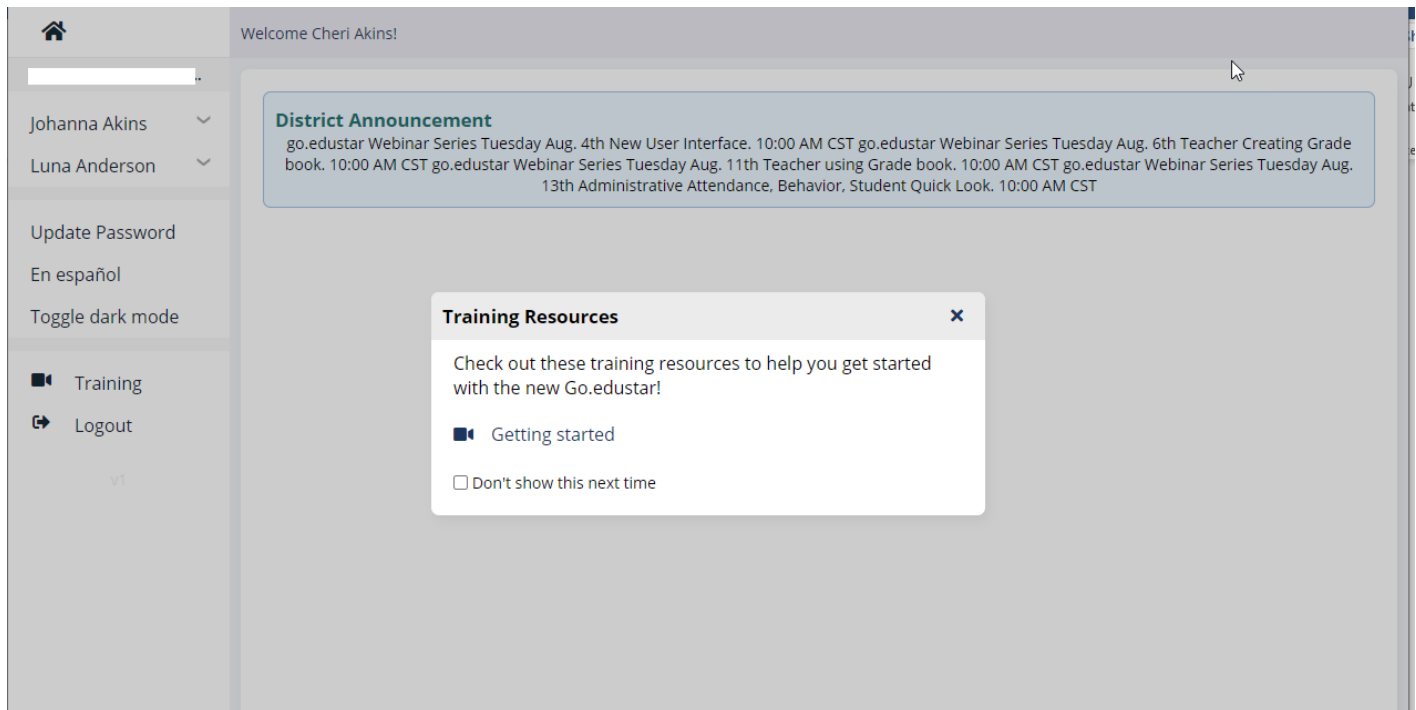 Welcome Cheri Akins!
..
Johanna Akins
Luna Anderson
Update Password
En español
Toggle dark mode
Training
Logout
v1
District Announcement
go.edustar Webinar Series Tuesday Aug. 4th New User Interface. 10:00 AM CST go.edustar Webinar Series Tuesday Aug. 6th Teacher Creating Grade
book. 10:00 AM CST go.edustar Webinar Series Tuesday Aug. 11th Teacher using Grade book. 10:00 AM CST go.edustar Webinar Series Tuesday Aug.
13th Administrative Attendance, Behavior, Student Quick Look. 10:00 AM CST
Training Resources
Check out these training resources to help you get started
with the new Go.edustar!
Getting started
Don't show this next time